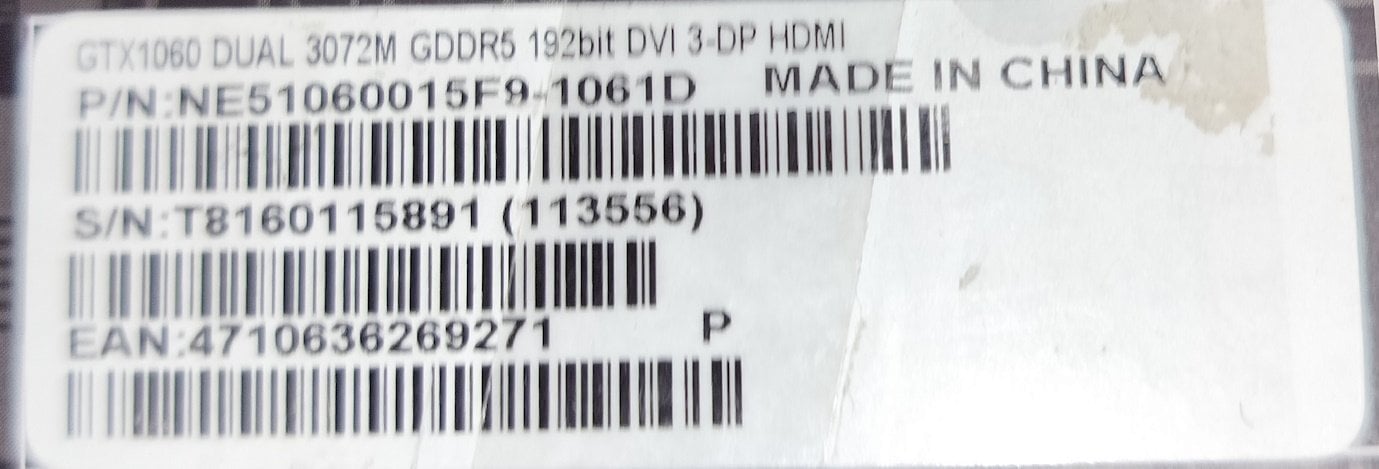 GTX1060 DUAL 3072M GDDR5 192bit DVI 3-DP HDMI
P/N:NE51060015F9-1061D MADE IN CHINA
S/N:T8160115891 (113556)
EAN:4710636269271 P